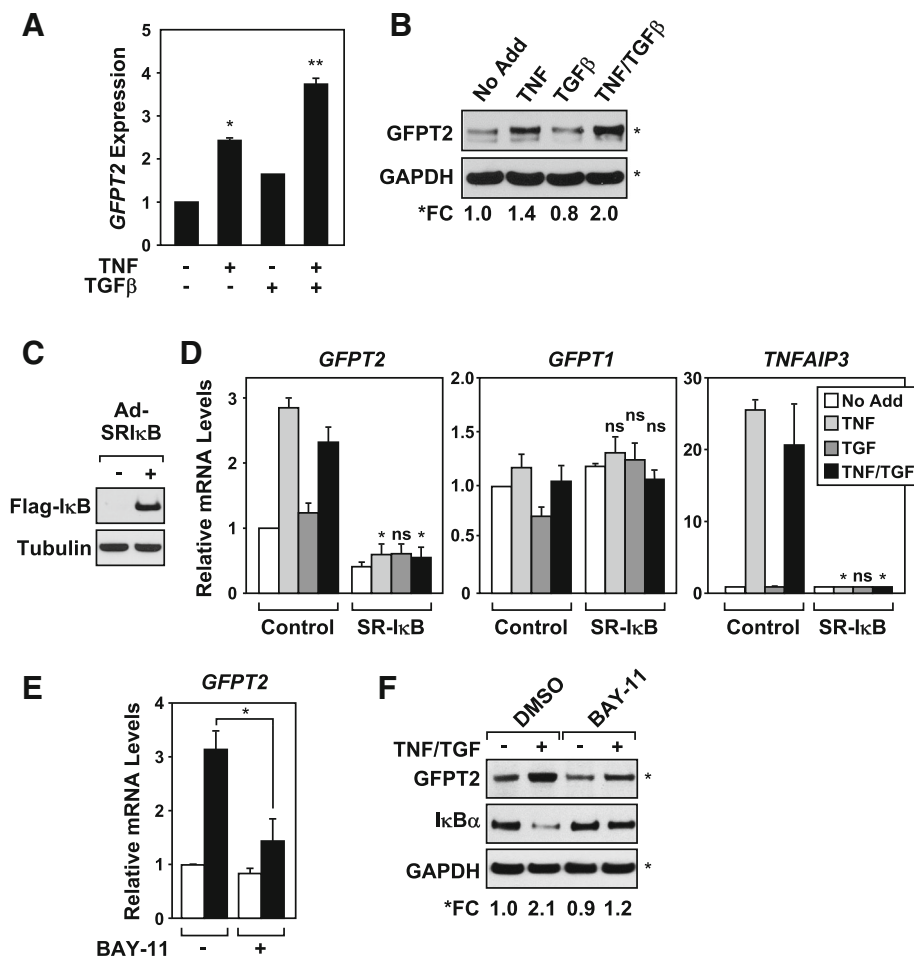 A
GFPT2 Expression
5
4
3
2
1
0
*
**
TNF - + - +
TGFβ - - + +
B
No Add TNF TGFβ TNF/TGFβ
GFPT2 *
GAPDH *
*FC 1.0 1.4 0.8 2.0
C
Ad-
SRIκB
- +
Flag-IκB
Tubulin
D
Relative mRNA Levels
GFPT2
3
2
1
0
* ns *
Control SR-IκB
GFPT1
2.0
1.5
1.0
0.5
0
ns ns ns
Control SR-IκB
TNFAIP3
30
20
10
0
* ns *
Control SR-IκB
No Add
TNF
TGF
TNF/TGF
E
GFPT2
Relative mRNA Levels
4
3
2
1
0
*
BAY-11 - +
F
DMSO BAY-11
TNF/TGF - + - +
GFPT2 *
IκBα
GAPDH *
*FC 1.0 2.1 0.9 1.2